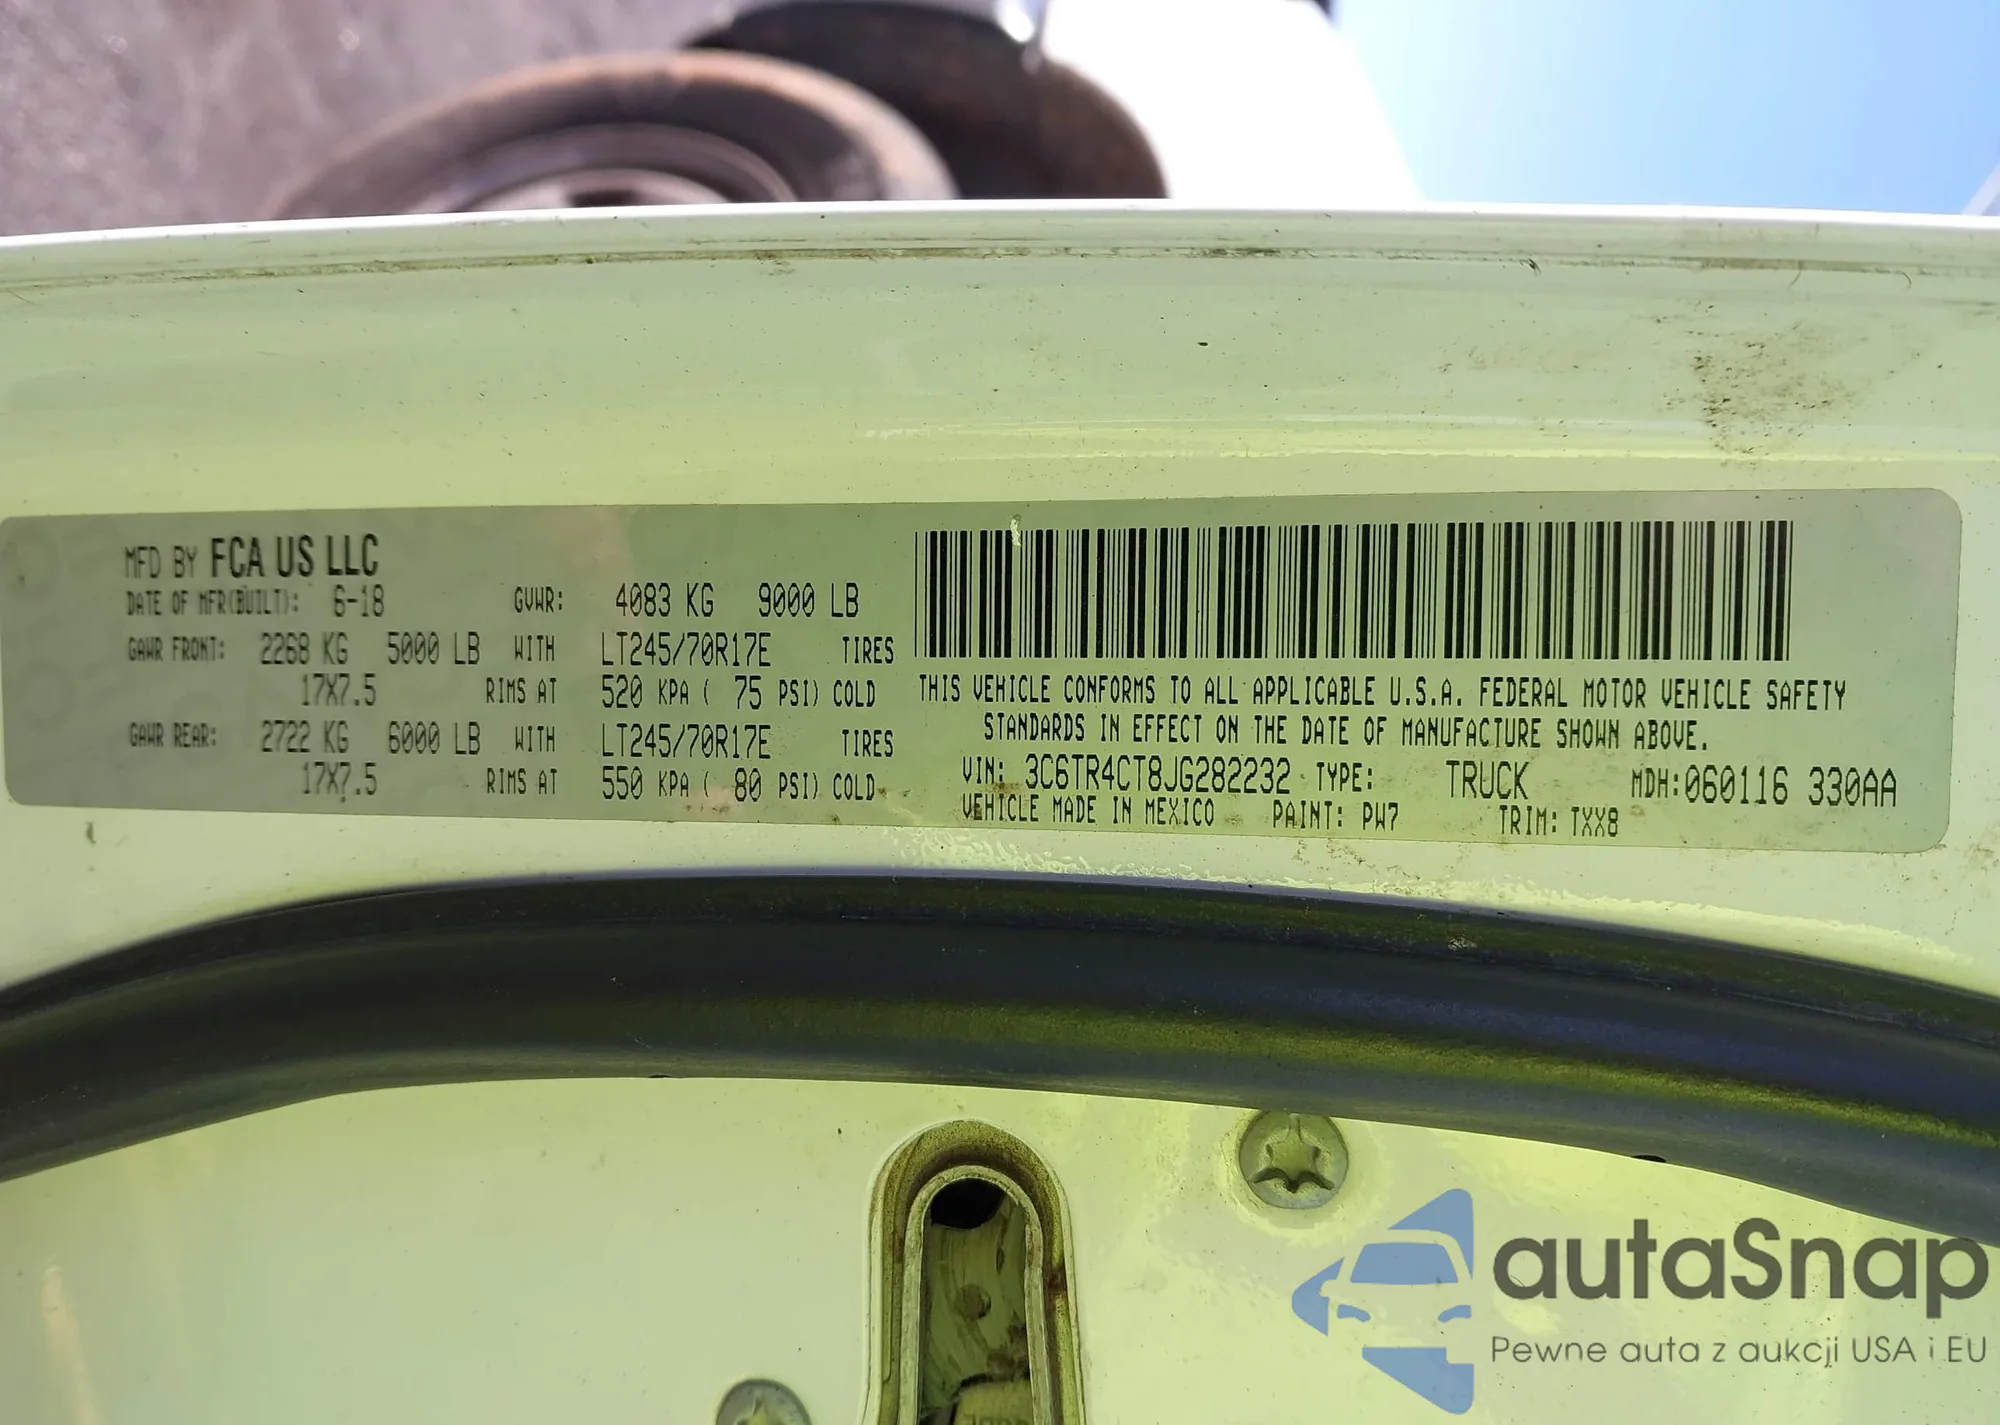 MFD BY FCA US LLC
DATE OF MFR(BUILT): 6-18 GVWR: 4083 KG 9000 LB
GAWR FRONT: 2268 KG 5000 LB WITH LT245/70R17E TIRES
17X7.5 RIMS AT 520 KPA ( 75 PSI) COLD
GAWR REAR: 2722 KG 6000 LB WITH LT245/70R17E TIRES
17X7.5 RIMS AT 550 KPA ( 80 PSI) COLD
THIS VEHICLE CONFORMS TO ALL APPLICABLE U.S.A. FEDERAL MOTOR VEHICLE SAFETY
STANDARDS IN EFFECT ON THE DATE OF MANUFACTURE SHOWN ABOVE.
VIN: 3C6TR4CT8JG282232 TYPE: TRUCK MDH:060116 330AA
VEHICLE MADE IN MEXICO PAINT: PW7 TRIM: TXX8
autaSnap
Pewne auta z aukcji USA i EU